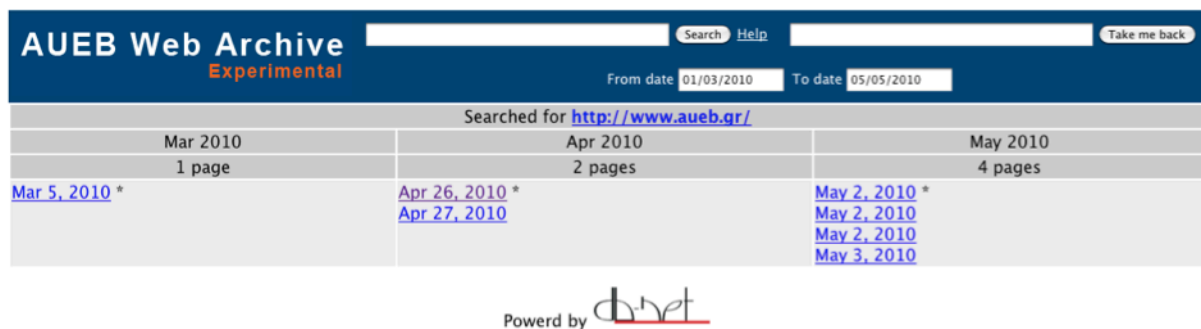 AUEB Web Archive
Experimental
Search Help Take me back
From date 01/03/2010 To date 05/05/2010
Searched for http://www.aueb.gr/
Mar 2010 Apr 2010 May 2010
1 page 2 pages 4 pages
Mar 5, 2010 * Apr 26, 2010 * May 2, 2010 *
Apr 27, 2010 May 2, 2010
May 2, 2010
May 3, 2010
Powerd by db-net